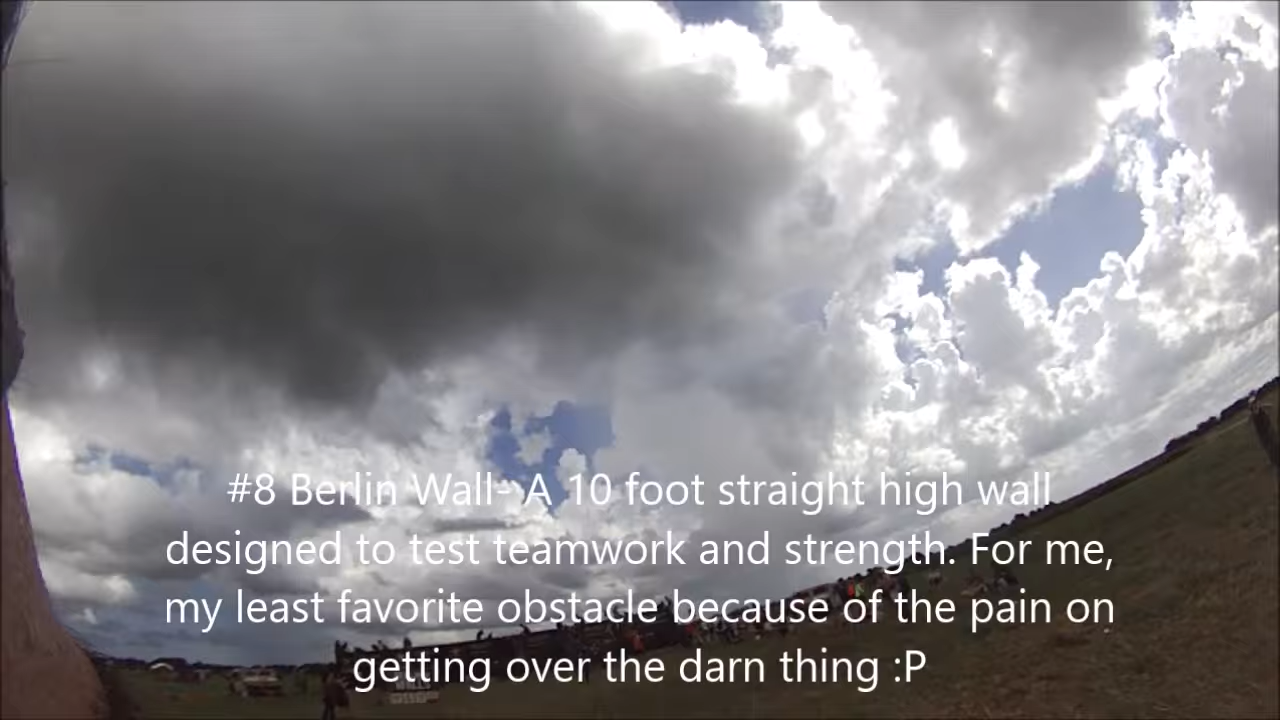 #8 Berlin Wall- A 10 foot straight high wall
designed to test teamwork and strength. For me,
my least favorite obstacle because of the pain on
getting over the darn thing :P